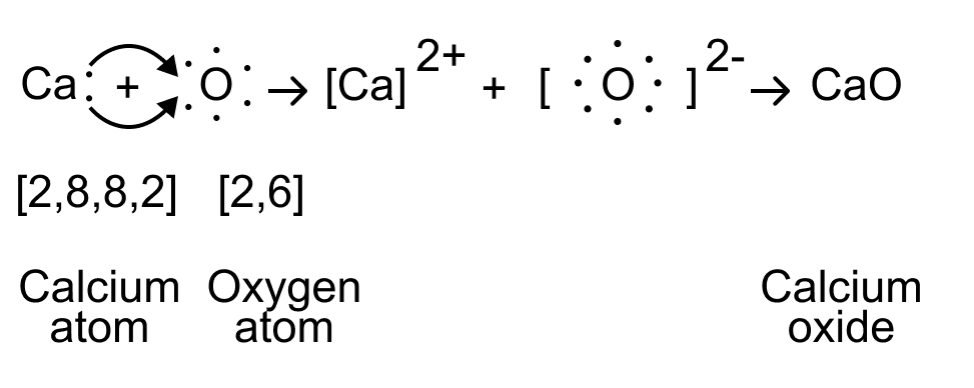 Ca: + :O: → [Ca]2+ + [:O:]2- → CaO
[2,8,8,2] [2,6]
Calcium atom Oxygen atom Calcium oxide